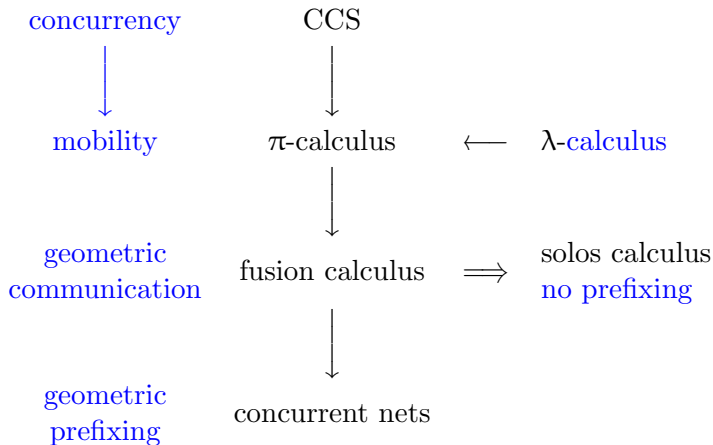 concurrency CCS
mobility π-calculus λ-calculus
geometric communication fusion calculus solos calculus
no prefixing
geometric prefixing concurrent nets